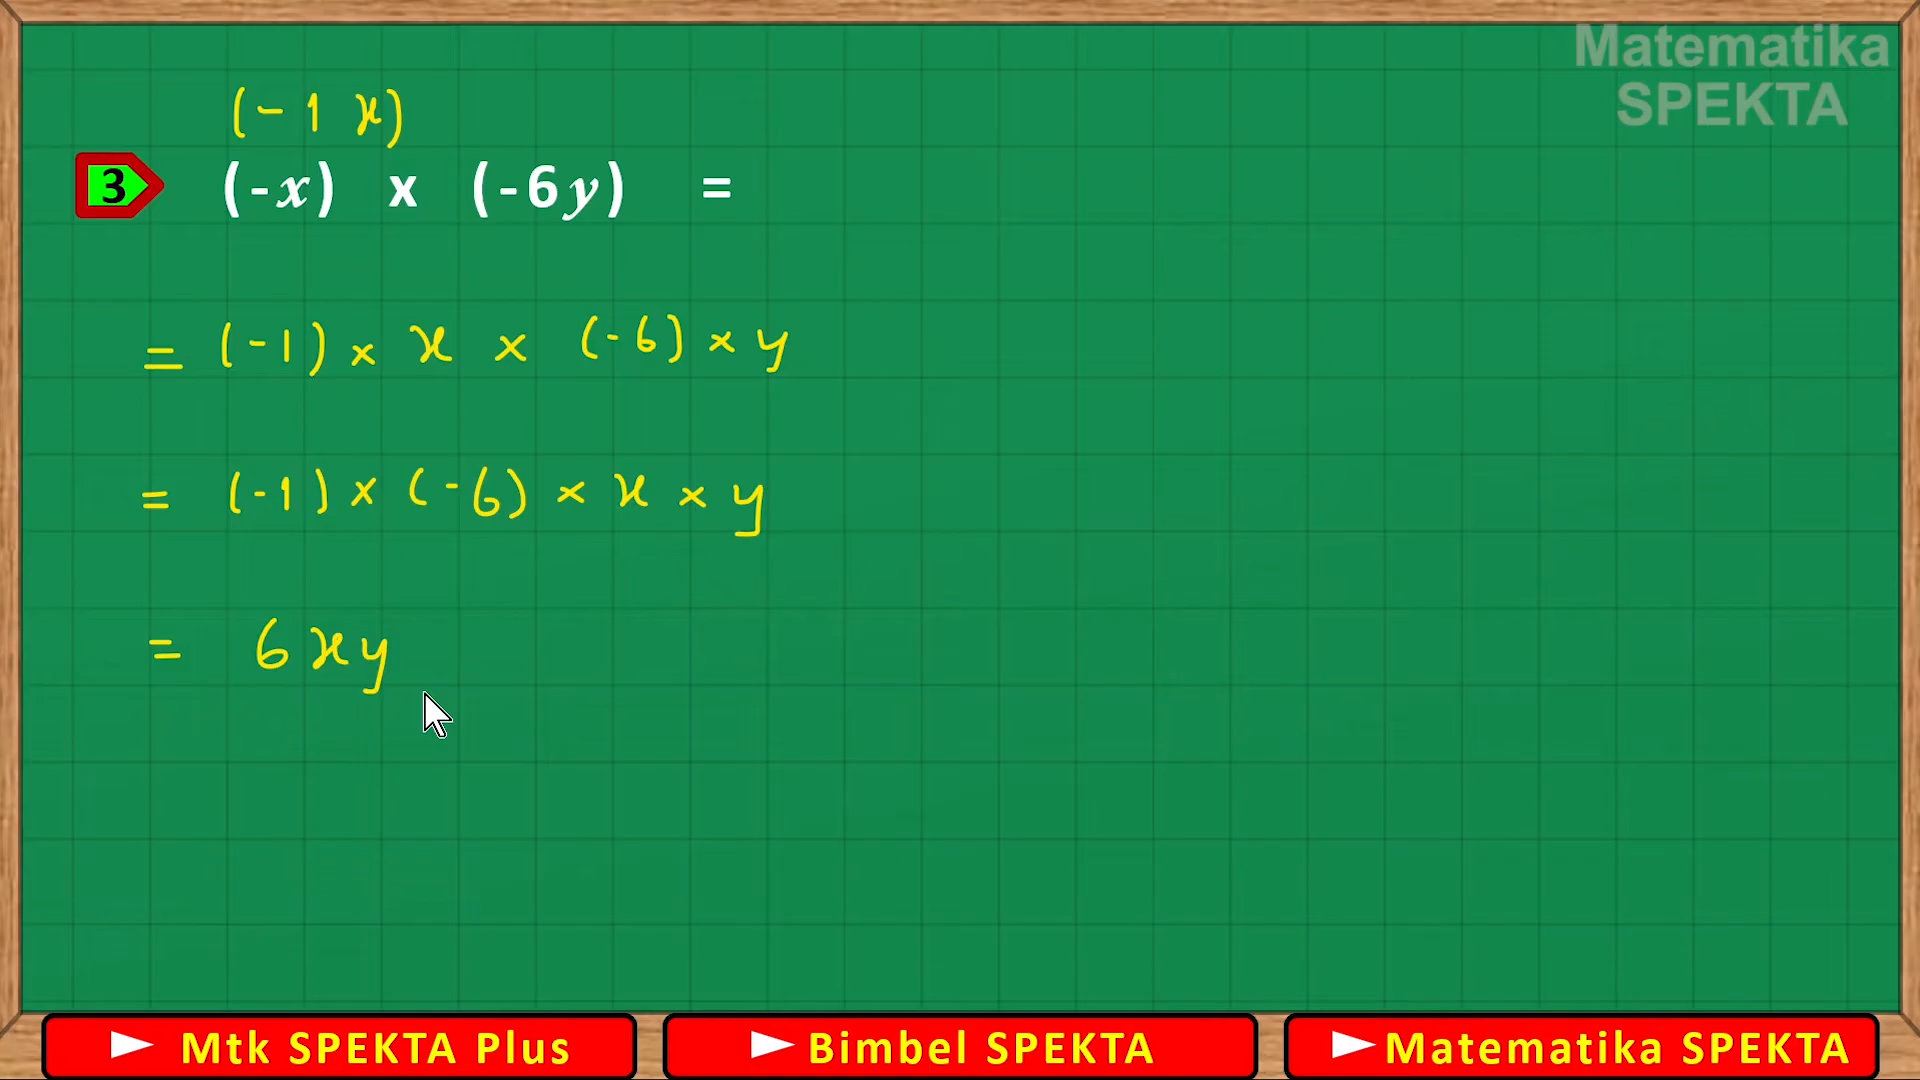 Matematika
SPEKTA
(-1 x)
3 (-x) x (-6y) =
= (-1) × x × (-6) × y
= (-1) × (-6) × x × y
= 6xy
Mtk SPEKTA Plus
Bimbel SPEKTA
Matematika SPEKTA